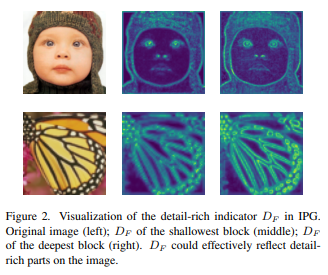 Figure 2. Visualization of the detail-rich indicator D_F in IPG.
Original image (left); D_F of the shallowest block (middle); D_F
of the deepest block (right). D_F could effectively reflect detail-
rich parts on the image.